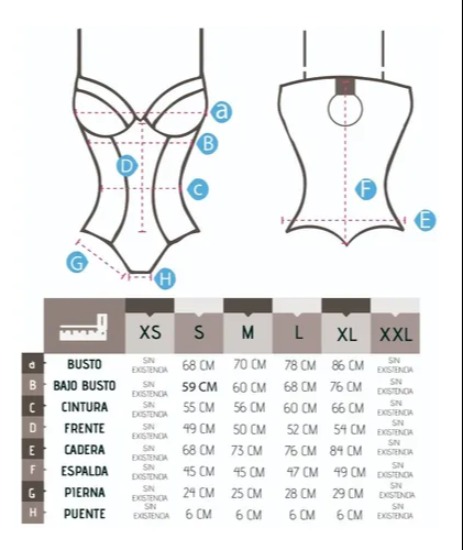 a
B
D
C
F
E
G
H
XS S M L XL XXL
a BUSTO SIN EXISTENCIA 68 CM 70 CM 78 CM 86 CM SIN EXISTENCIA
B BAJO BUSTO SIN EXISTENCIA 59 CM 60 CM 68 CM 76 CM SIN EXISTENCIA
C CINTURA SIN EXISTENCIA 55 CM 56 CM 60 CM 66 CM SIN EXISTENCIA
D FRENTE SIN EXISTENCIA 49 CM 50 CM 52 CM 54 CM SIN EXISTENCIA
E CADERA SIN EXISTENCIA 68 CM 73 CM 76 CM 84 CM SIN EXISTENCIA
F ESPALDA SIN EXISTENCIA 45 CM 45 CM 47 CM 49 CM SIN EXISTENCIA
G PIERNA SIN EXISTENCIA 24 CM 25 CM 28 CM 29 CM SIN EXISTENCIA
H PUENTE SIN EXISTENCIA 6 CM 6 CM 6 CM 6 CM SIN EXISTENCIA